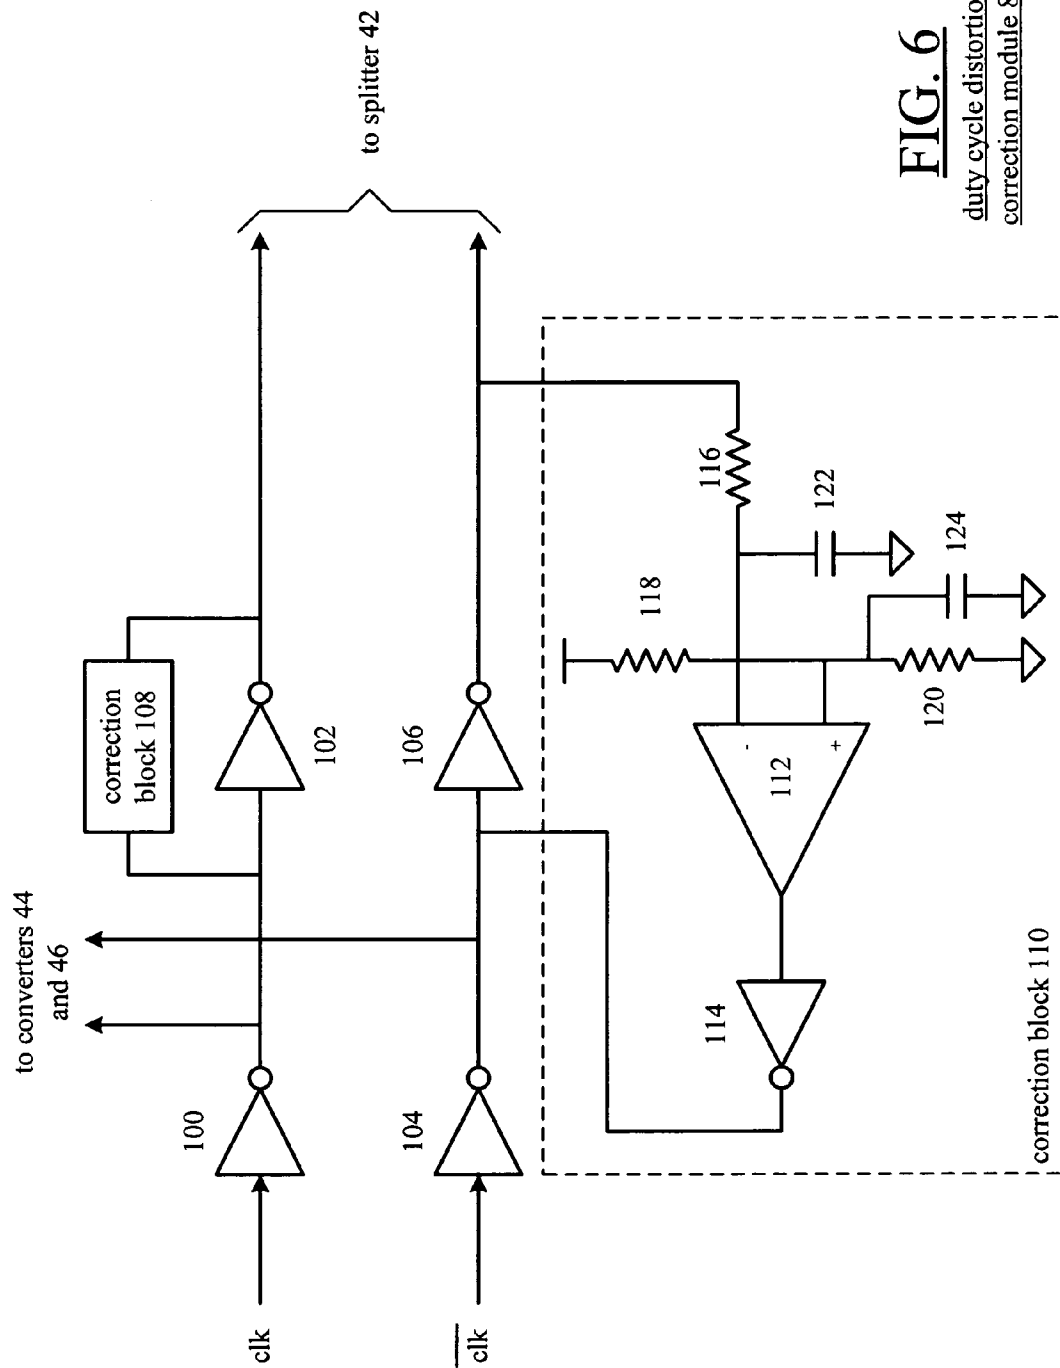 to converters 44
and 46
correction
block 108
to splitter 42
100
102
clk
104
106
clk
116
118
122
114
112
-
+
120
124
correction block 110
FIG. 6
duty cycle distortio
correction module 8